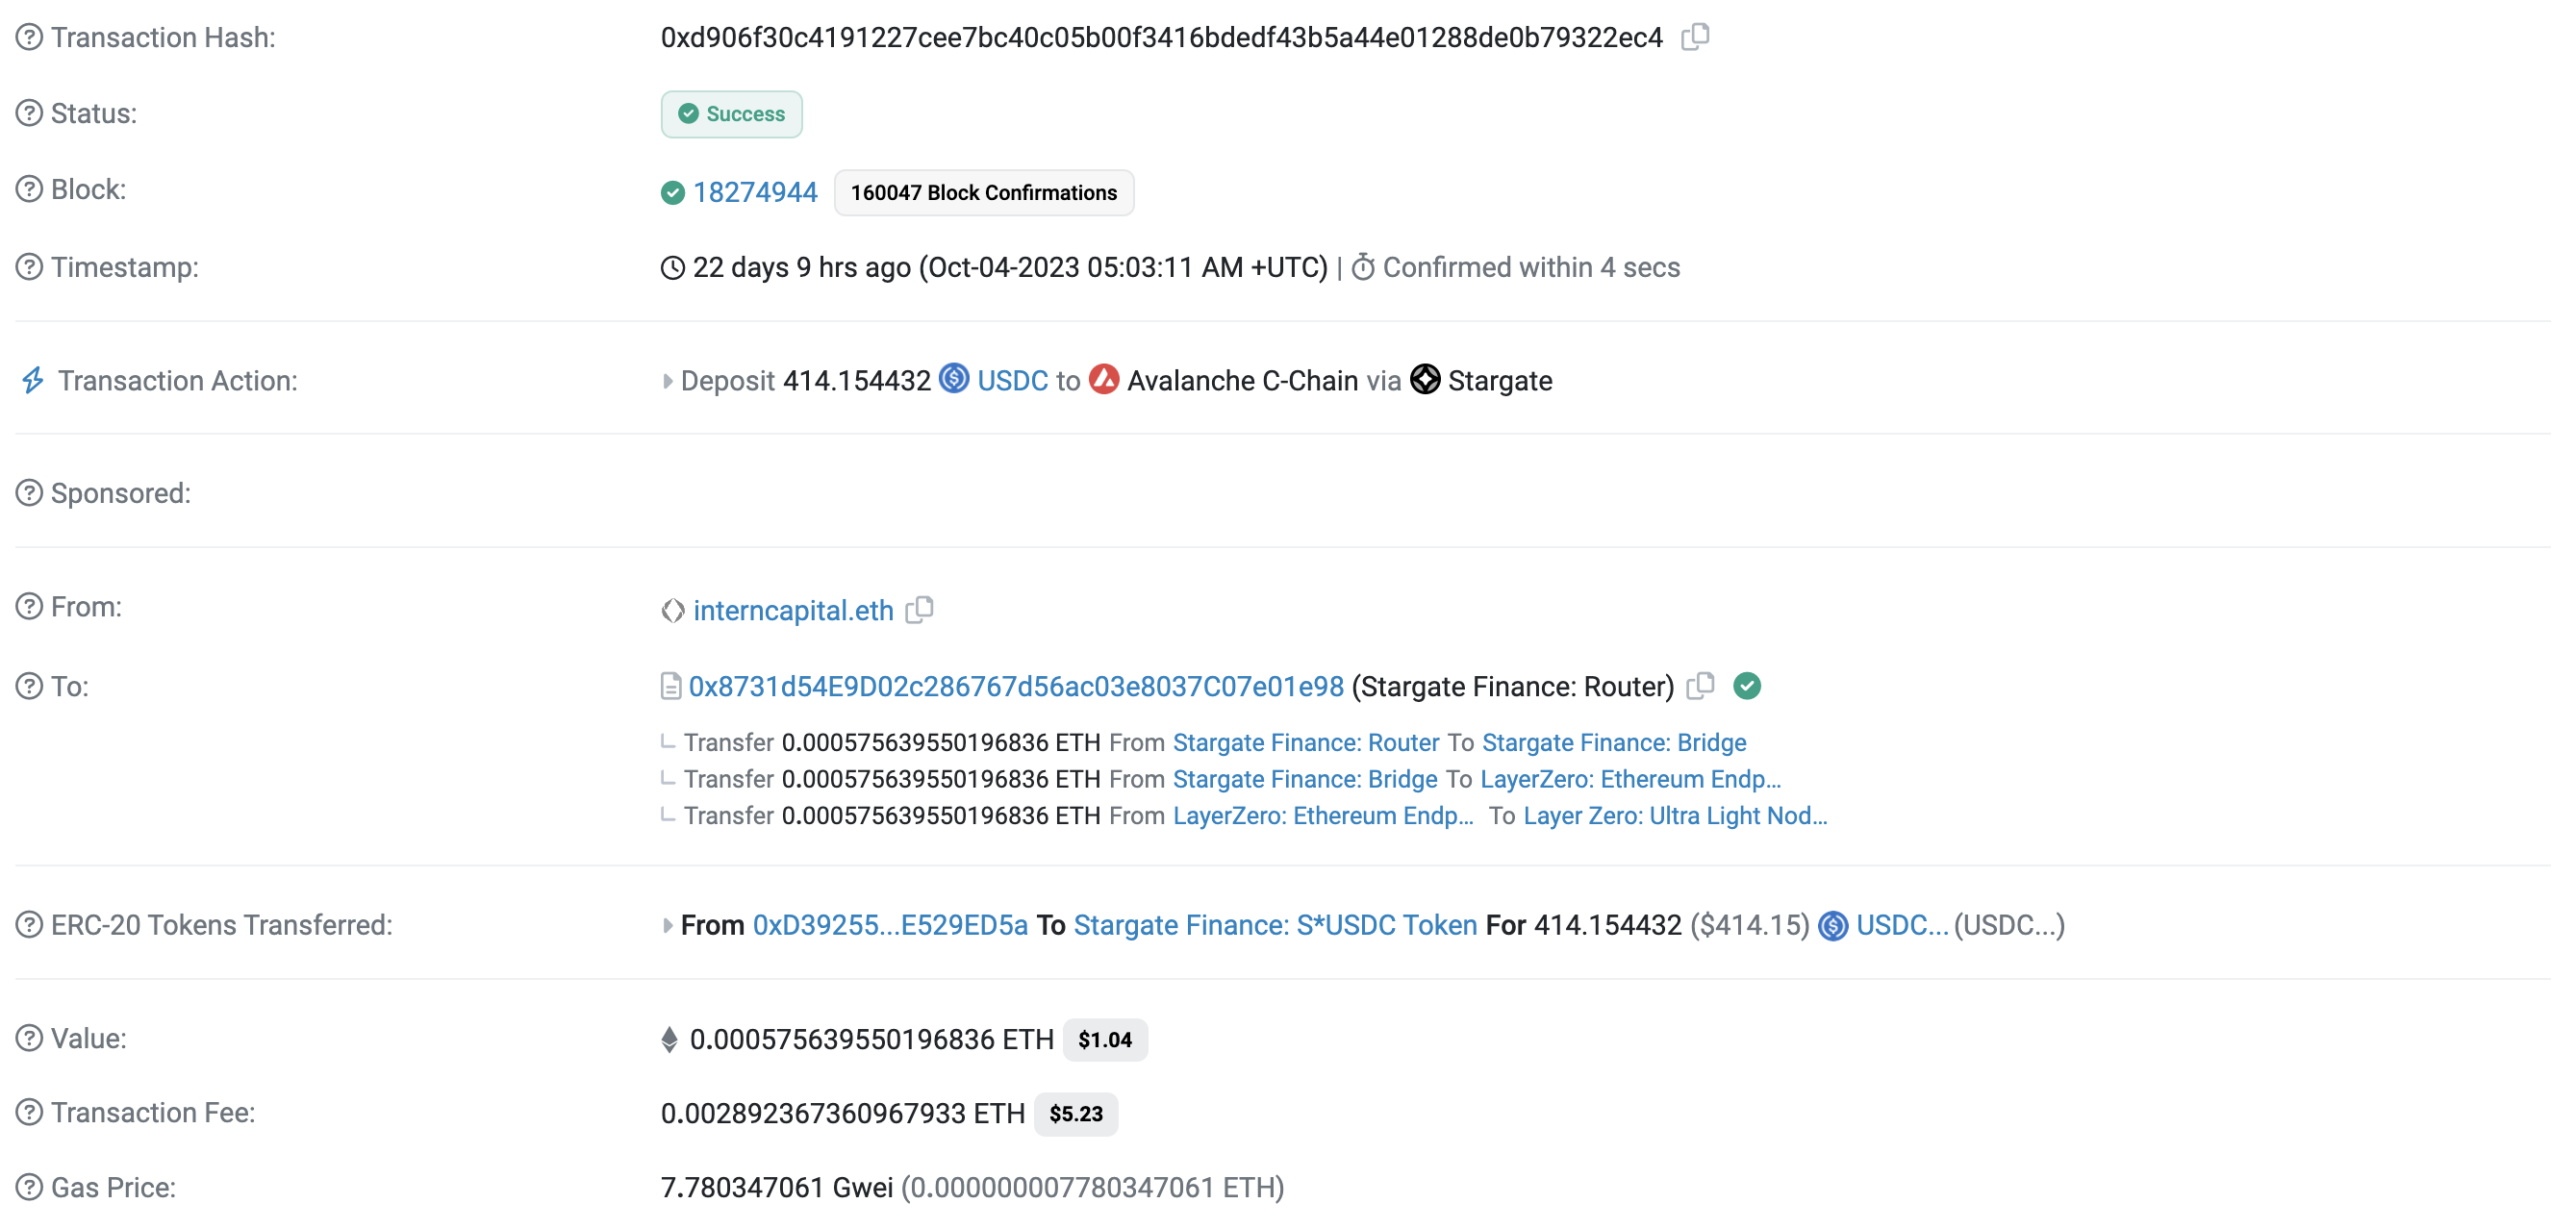 Transaction Hash: 0xd906f30c4191227cee7bc40c05b00f3416bdedf43b5a44e01288de0b79322ec4
Status: Success
Block: 18274944 160047 Block Confirmations
Timestamp: 22 days 9 hrs ago (Oct-04-2023 05:03:11 AM +UTC) | Confirmed within 4 secs
Transaction Action: Deposit 414.154432 USDC to Avalanche C-Chain via Stargate
Sponsored:
From: interncapital.eth
To: 0x8731d54E9D02c286767d56ac03e8037C07e01e98 (Stargate Finance: Router)
Transfer 0.000575639550196836 ETH From Stargate Finance: Router To Stargate Finance: Bridge
Transfer 0.000575639550196836 ETH From Stargate Finance: Bridge To LayerZero: Ethereum Endp...
Transfer 0.000575639550196836 ETH From LayerZero: Ethereum Endp... To Layer Zero: Ultra Light Nod...
ERC-20 Tokens Transferred: From 0xD39255...E529ED5a To Stargate Finance: S*USDC Token For 414.154432 ($414.15) USDC... (USDC...)
Value: 0.000575639550196836 ETH $1.04
Transaction Fee: 0.002892367360967933 ETH $5.23
Gas Price: 7.780347061 Gwei (0.000000007780347061 ETH)